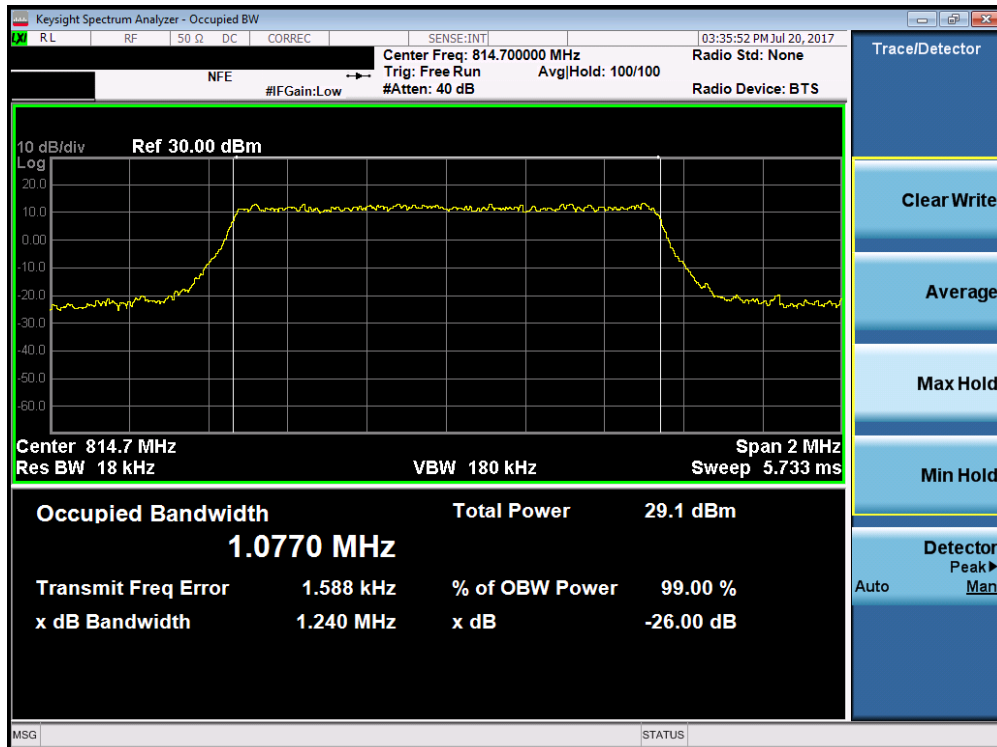 Keysight Spectrum Analyzer - Occupied BW
LXI RL RF 50 Ω DC CORREC SENSE:INT 03:35:52 PM Jul 20, 2017
Center Freq: 814.700000 MHz Radio Std: None
NFE Trig: Free Run Avg|Hold: 100/100
#IFGain:Low #Atten: 40 dB Radio Device: BTS
10 dB/div Ref 30.00 dBm
Log
20.0
10.0
0.00
-10.0
-20.0
-30.0
-40.0
-50.0
-60.0
Center 814.7 MHz Span 2 MHz
Res BW 18 kHz VBW 180 kHz Sweep 5.733 ms
Occupied Bandwidth Total Power 29.1 dBm
1.0770 MHz
Transmit Freq Error 1.588 kHz % of OBW Power 99.00 %
x dB Bandwidth 1.240 MHz x dB -26.00 dB
MSG STATUS
Trace/Detector
Clear Write
Average
Max Hold
Min Hold
Detector
Peak▶
Auto Man